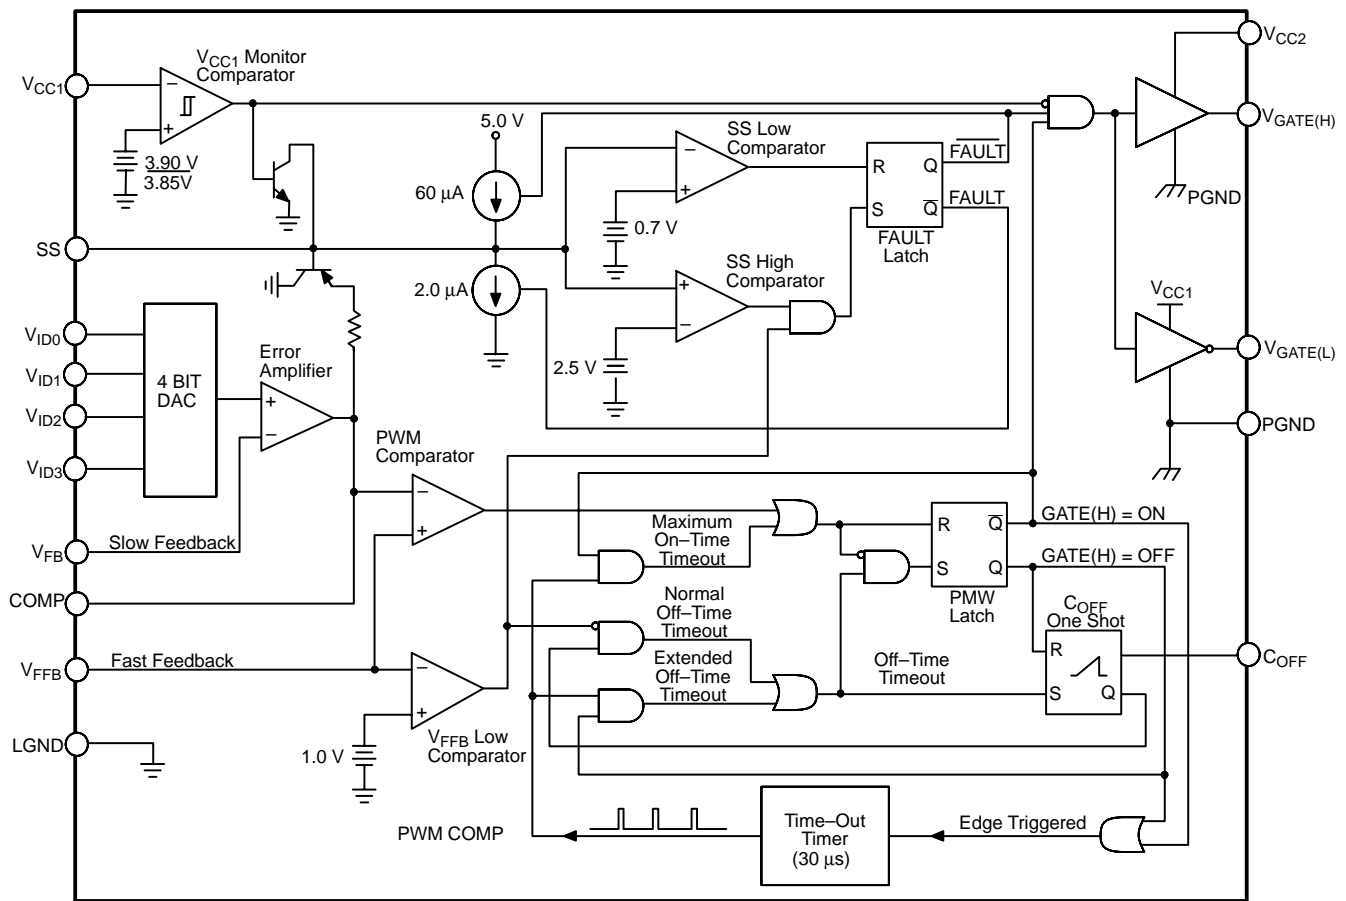 VCC1 Monitor
Comparator
VCC1
−
+
3.90 V
3.85V
SS
5.0 V
60 μA
2.0 μA
SS Low
Comparator
−
+
0.7 V
SS High
Comparator
+
−
2.5 V
R
Q
S
Q̅
FAULT
Latch
F̅A̅U̅L̅T̅
FAULT
VCC2
VGATE(H)
PGND
VCC1
VGATE(L)
PGND
VID0
VID1
VID2
VID3
4 BIT
DAC
Error
Amplifier
+
−
PWM
Comparator
−
+
VFB
Slow Feedback
COMP
VFFB
Fast Feedback
LGND
−
+
VFFB Low
Comparator
1.0 V
Maximum
On−Time
Timeout
Normal
Off−Time
Timeout
Extended
Off−Time
Timeout
R
Q̅
S
Q
PMW
Latch
GATE(H) = ON
GATE(H) = OFF
COFF
One Shot
R
S
Q
COFF
Off−Time
Timeout
PWM COMP
Time−Out
Timer
(30 μs)
Edge Triggered